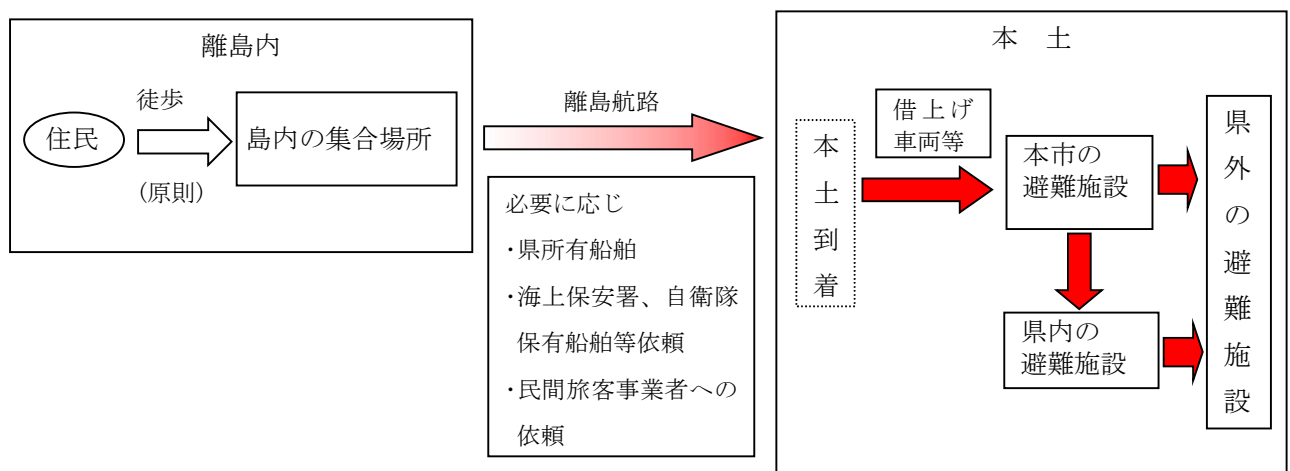 離島内
住民
徒歩
(原則)
島内の集合場所
離島航路
必要に応じ
・県所有船舶
・海上保安署、自衛隊
保有船舶等依頼
・民間旅客事業者への
依頼
本　土
本土到着
借上げ
車両等
本市の
避難施設
県内の
避難施設
県外の避難施設